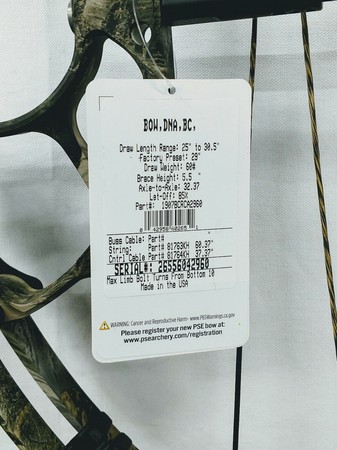 BOW,DNA,BC,
Draw Length Range: 25" to 30.5"
Factory Preset: 29"
Draw Weight: 60#
Brace Height: 5.5 "
Axle-to-Axle: 32.37
Let-Off: 85%
Part#: 1907BCRCA2960
Buss Cable: Part#
String: Part# 81763KH 60.37"
Cntrl Cable Part# 81764KH 37.37"
SERIAL#: 26556042960
Max Limb Bolt Turns From Bottom 10
Made in the USA
WARNING: Cancer and Reproductive Harm - www.P65Warnings.ca.gov
Please register your new PSE bow at:
www.psearchery.com/registration